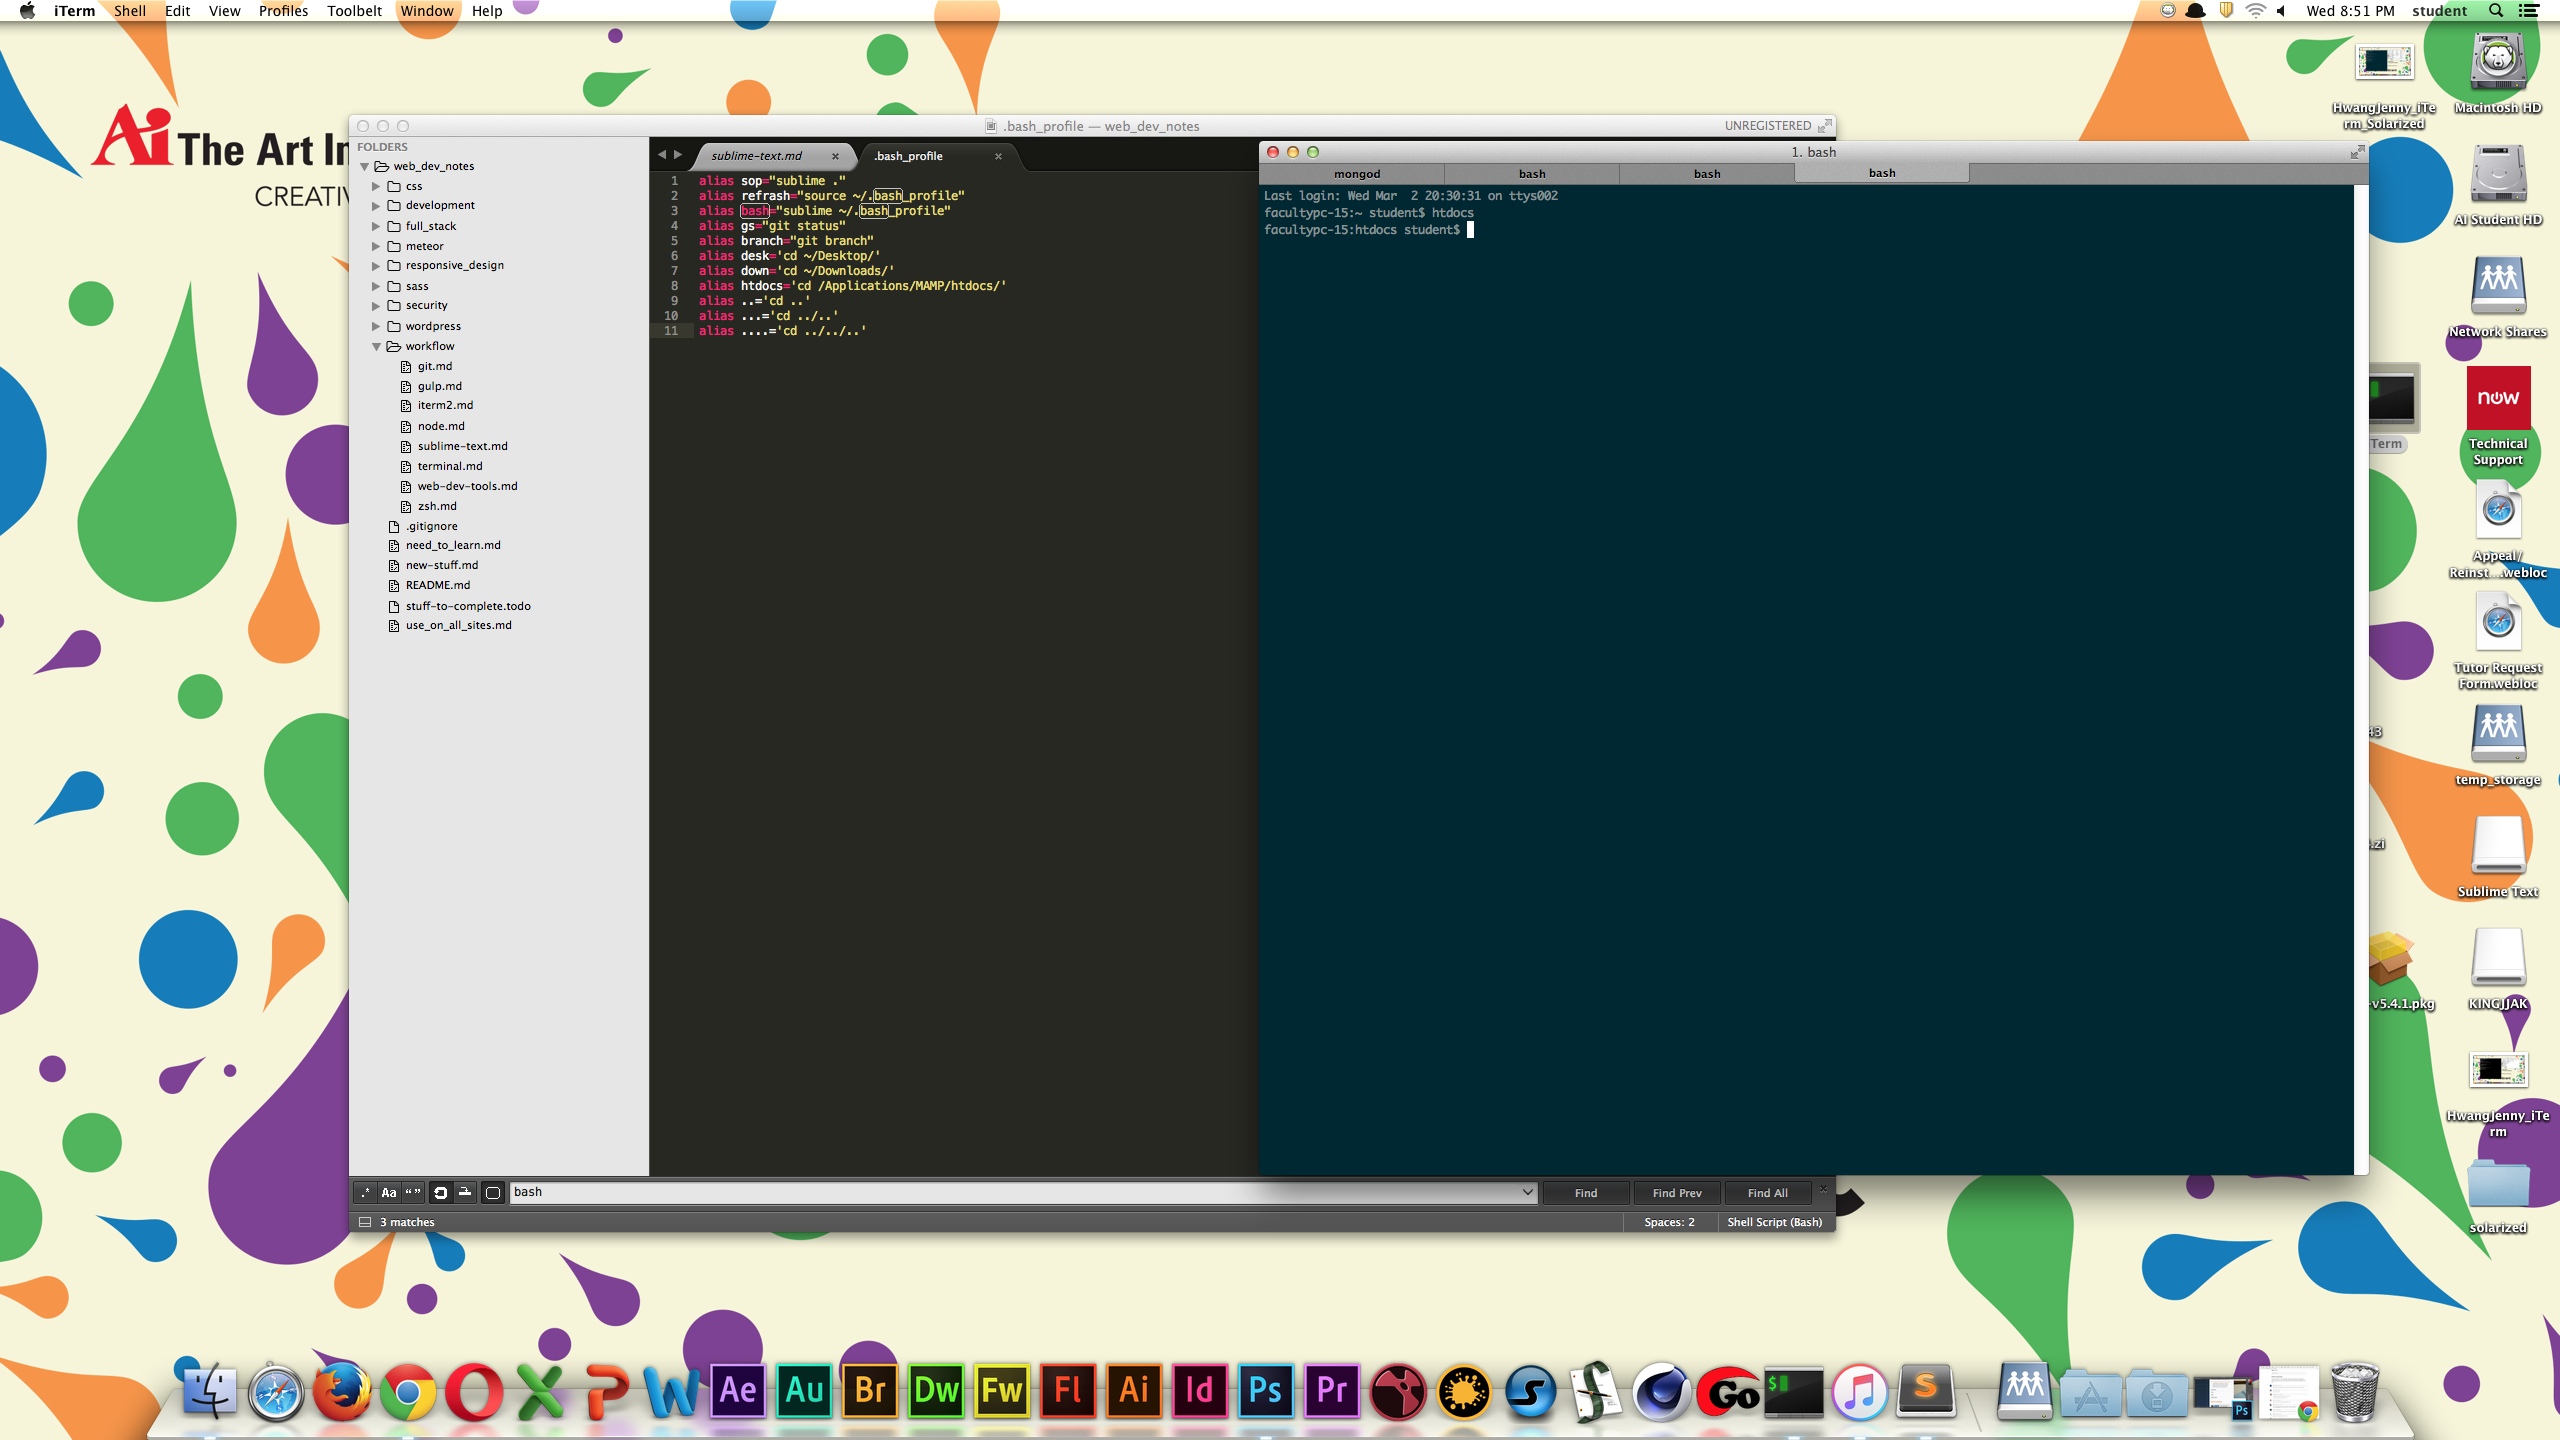 iTerm Shell Edit View Profiles Toolbelt Window Help
Wed 8:51 PM student
Ai The Art In
CREATIV
.bash_profile — web_dev_notes
UNREGISTERED
FOLDERS
web_dev_notes
css
development
full_stack
meteor
responsive_design
sass
security
wordpress
workflow
git.md
gulp.md
iterm2.md
node.md
sublime-text.md
terminal.md
web-dev-tools.md
zsh.md
.gitignore
need_to_learn.md
new-stuff.md
README.md
stuff-to-complete.todo
use_on_all_sites.md
sublime-text.md
.bash_profile
1 alias sop="sublime ."
2 alias refrash="source ~/.bash_profile"
3 alias bash="sublime ~/.bash_profile"
4 alias gs="git status"
5 alias branch="git branch"
6 alias desk='cd ~/Desktop/'
7 alias down='cd ~/Downloads/'
8 alias htdocs='cd /Applications/MAMP/htdocs/'
9 alias ..='cd ..'
10 alias ...='cd ../..'
11 alias ....='cd ../../..'
.* Aa “” bash Find Find Prev Find All
3 matches
Spaces: 2 Shell Script (Bash)
1. bash
mongod bash bash bash
Last login: Wed Mar  2 20:30:31 on ttys002
facultypc-15:~ student$ htdocs
facultypc-15:htdocs student$
HwangJenny_iTe
rm_Solarized
Macintosh HD
AI Student HD
Network Shares
Term
now
Technical
Support
Appeal/
Reinst...webloc
Tutor Request
Form.webloc
43
temp_storage
.zi
Sublime Text
-v5.4.1.pkg
KINGJJAK
HwangJenny_iTe
rm
solarized
Ae Au Br Dw Fw Fl Ai Id Ps Pr S Go $ S Ps